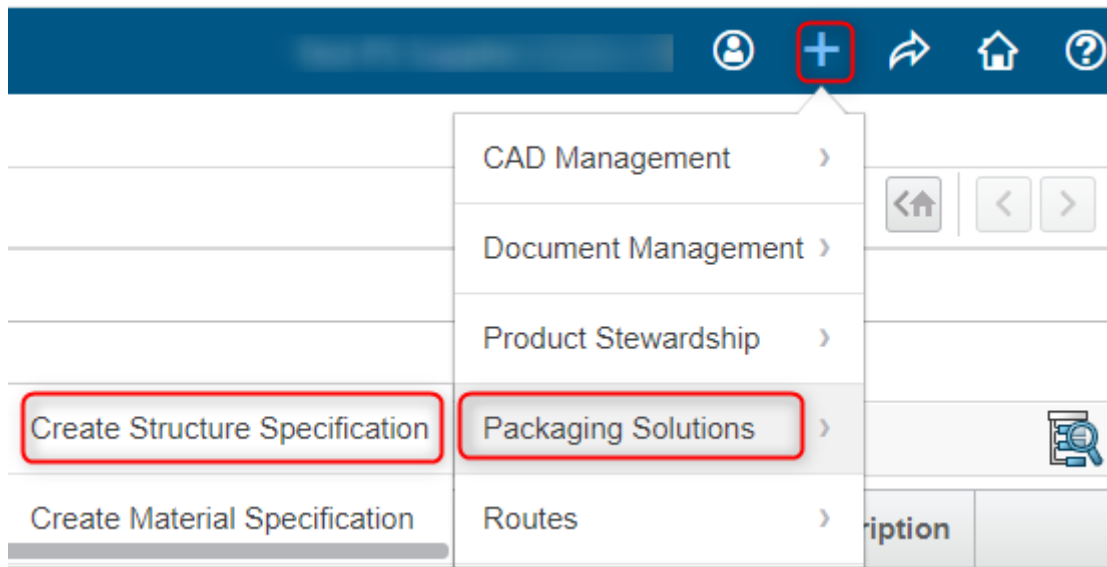 CAD Management
Document Management
Product Stewardship
Create Structure Specification
Packaging Solutions
Create Material Specification
Routes
ription